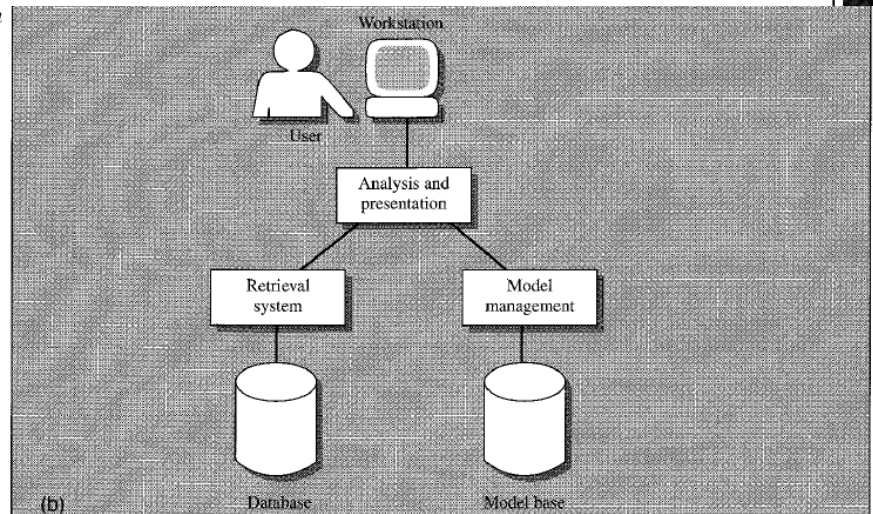 Workstation
User
Analysis and
presentation
Retrieval
system
Model
management
Database
Model base
(b)